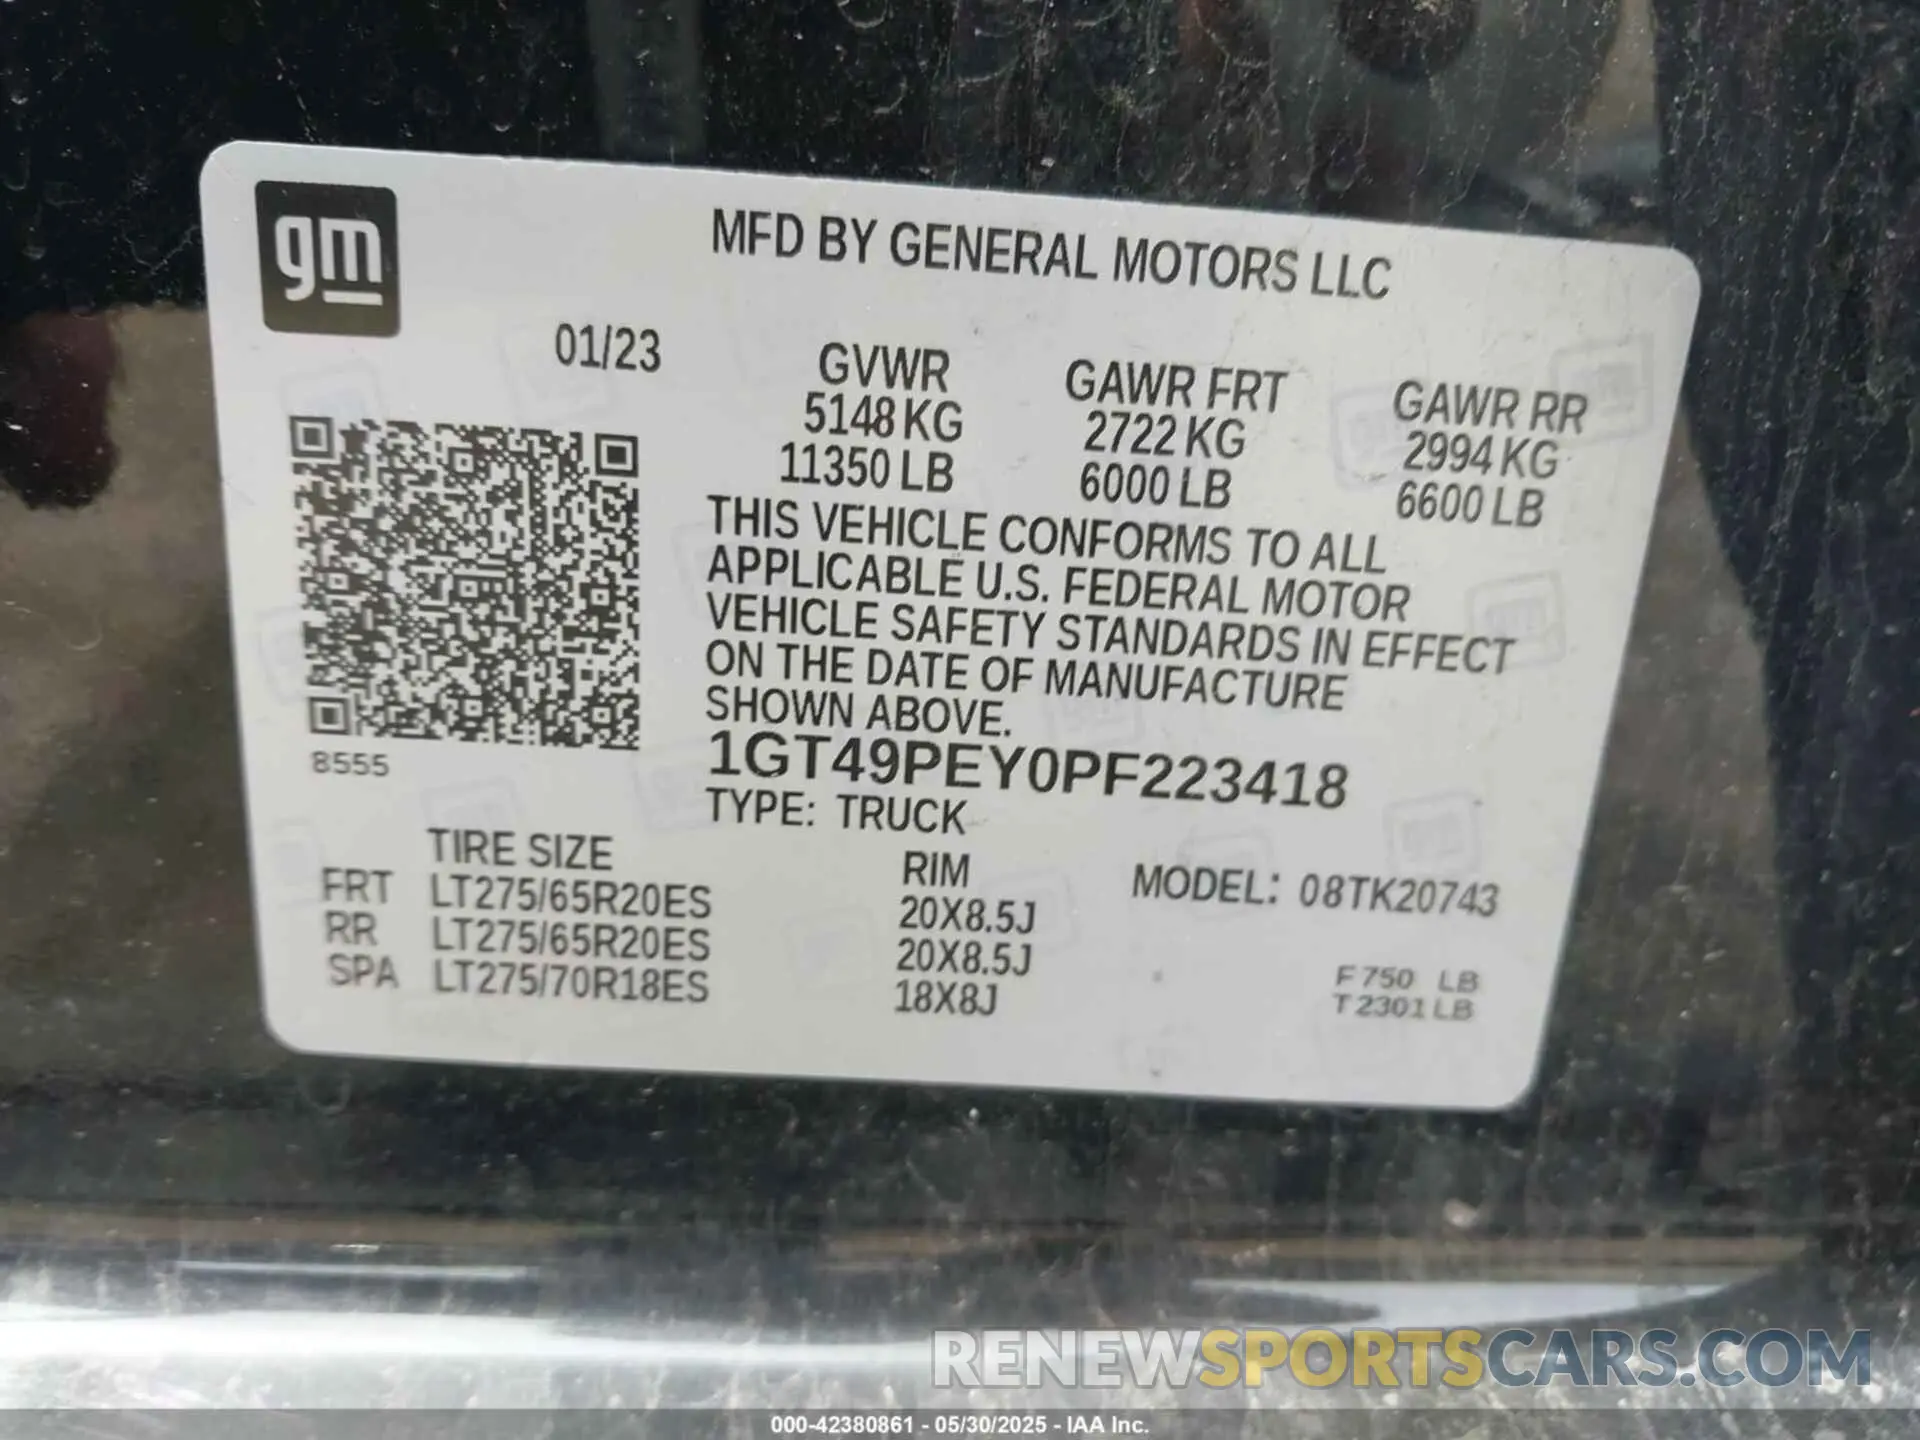 gm
MFD BY GENERAL MOTORS LLC
01/23
GVWR GAWR FRT GAWR RR
5148 KG 2722 KG 2994 KG
11350 LB 6000 LB 6600 LB
THIS VEHICLE CONFORMS TO ALL
APPLICABLE U.S. FEDERAL MOTOR
VEHICLE SAFETY STANDARDS IN EFFECT
ON THE DATE OF MANUFACTURE
SHOWN ABOVE.
8555
1GT49PEY0PF223418
TYPE: TRUCK
TIRE SIZE RIM MODEL: 08TK20743
FRT LT275/65R20ES 20X8.5J
RR LT275/65R20ES 20X8.5J
SPA LT275/70R18ES 18X8J
F 750 LB
T 2301 LB
RENEWSPORTSCARS.COM
000-42380861 - 05/30/2025 - IAA Inc.